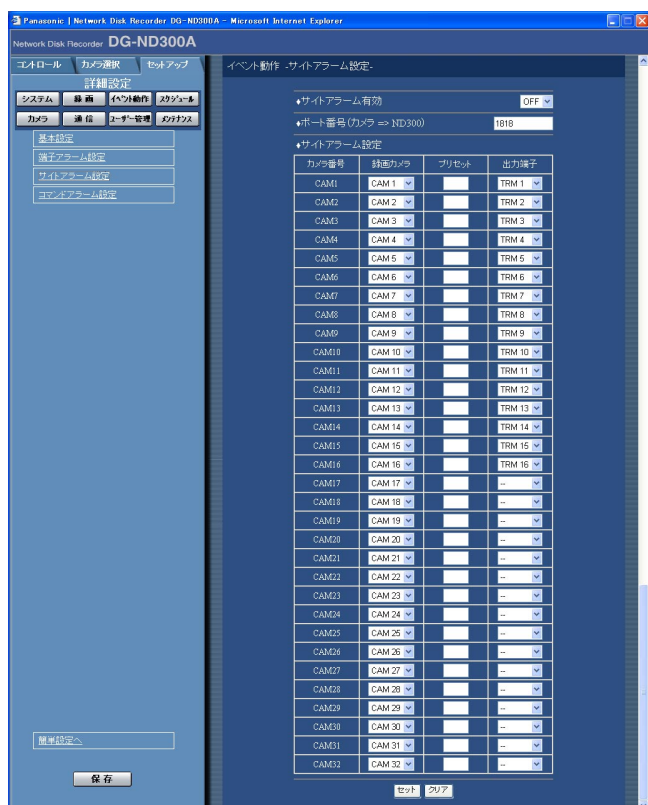 Panasonic | Network Disk Recorder DG-ND300A - Microsoft Internet Explorer
Network Disk Recorder DG-ND300A
コントロール カメラ選択 セットアップ
詳細設定
システム 録画 イベント動作 スケジュール
カメラ 通信 ユーザー管理 メンテナンス
基本設定
端子アラーム設定
サイトアラーム設定
コマンドアラーム設定
簡単設定へ
保存
イベント動作 -サイトアラーム設定-
♦サイトアラーム有効 OFF
♦ポート番号(カメラ => ND300) 1818
♦サイトアラーム設定
カメラ番号 録画カメラ プリセット 出力端子
CAM1 CAM 1 TRM 1
CAM2 CAM 2 TRM 2
CAM3 CAM 3 TRM 3
CAM4 CAM 4 TRM 4
CAM5 CAM 5 TRM 5
CAM6 CAM 6 TRM 6
CAM7 CAM 7 TRM 7
CAM8 CAM 8 TRM 8
CAM9 CAM 9 TRM 9
CAM10 CAM 10 TRM 10
CAM11 CAM 11 TRM 11
CAM12 CAM 12 TRM 12
CAM13 CAM 13 TRM 13
CAM14 CAM 14 TRM 14
CAM15 CAM 15 TRM 15
CAM16 CAM 16 TRM 16
CAM17 CAM 17 --
CAM18 CAM 18 --
CAM19 CAM 19 --
CAM20 CAM 20 --
CAM21 CAM 21 --
CAM22 CAM 22 --
CAM23 CAM 23 --
CAM24 CAM 24 --
CAM25 CAM 25 --
CAM26 CAM 26 --
CAM27 CAM 27 --
CAM28 CAM 28 --
CAM29 CAM 29 --
CAM30 CAM 30 --
CAM31 CAM 31 --
CAM32 CAM 32 --
セット クリア